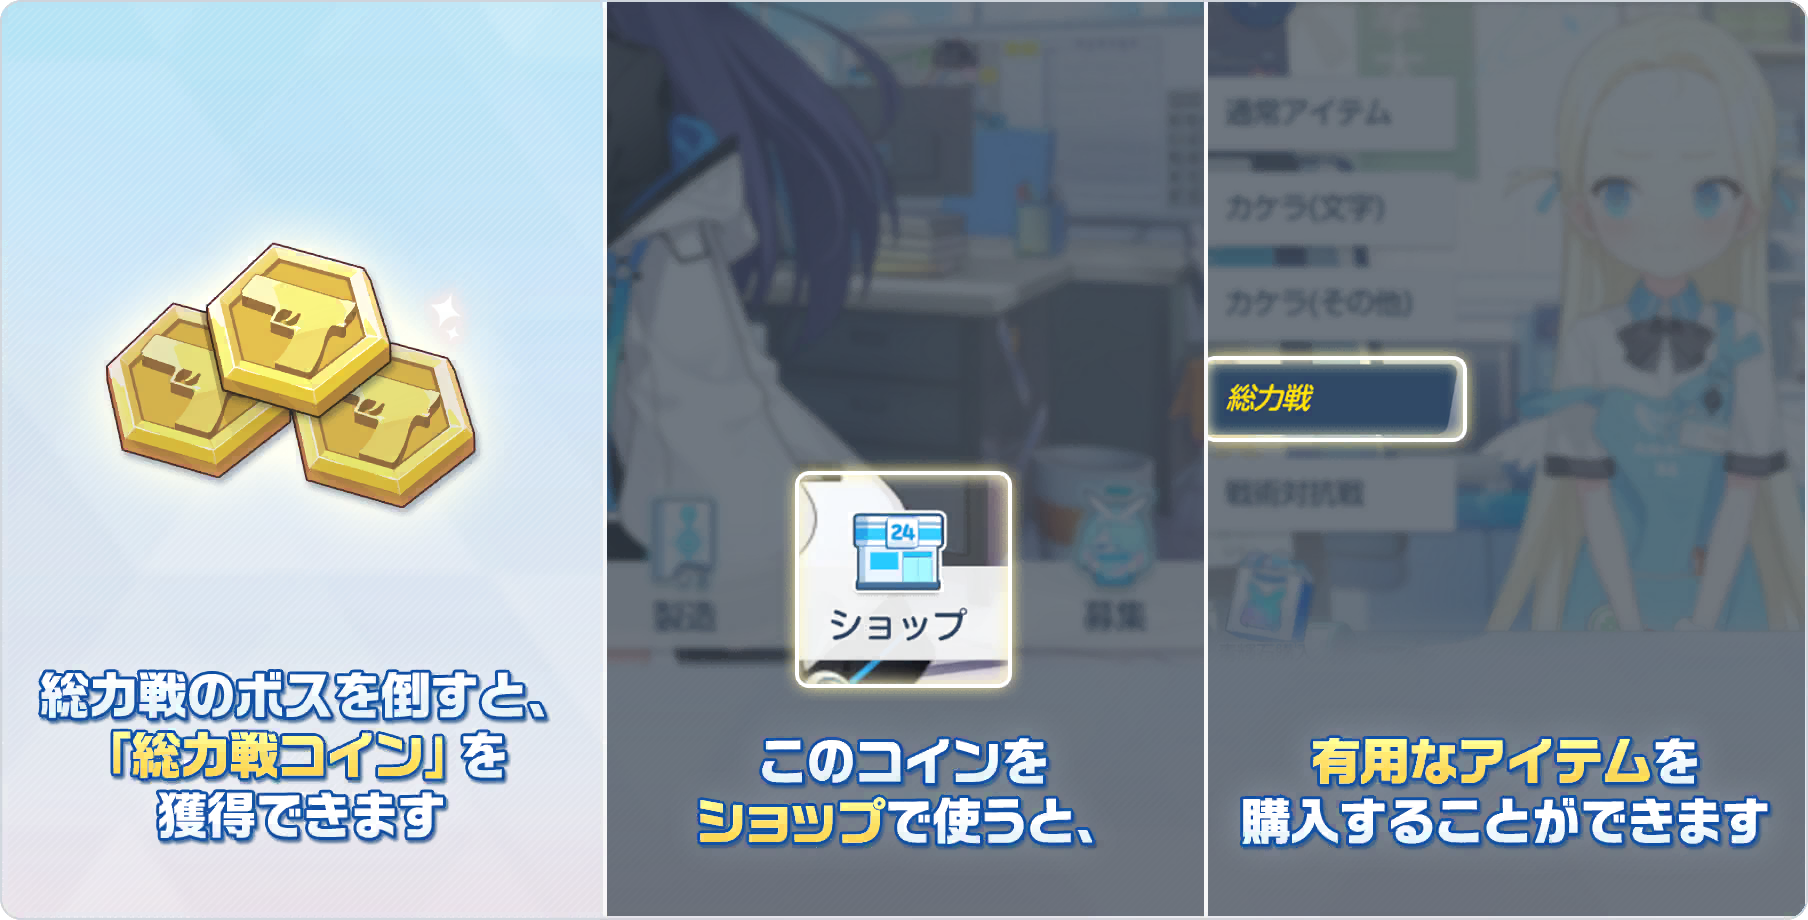 総力戦のボスを倒すと、
「総力戦コイン」を
獲得できます
24
ショップ
製造
募集
このコインを
ショップで使うと、
通常アイテム
カケラ(文字)
カケラ(その他)
総力戦
戦術対抗戦
有用なアイテムを
購入することができます